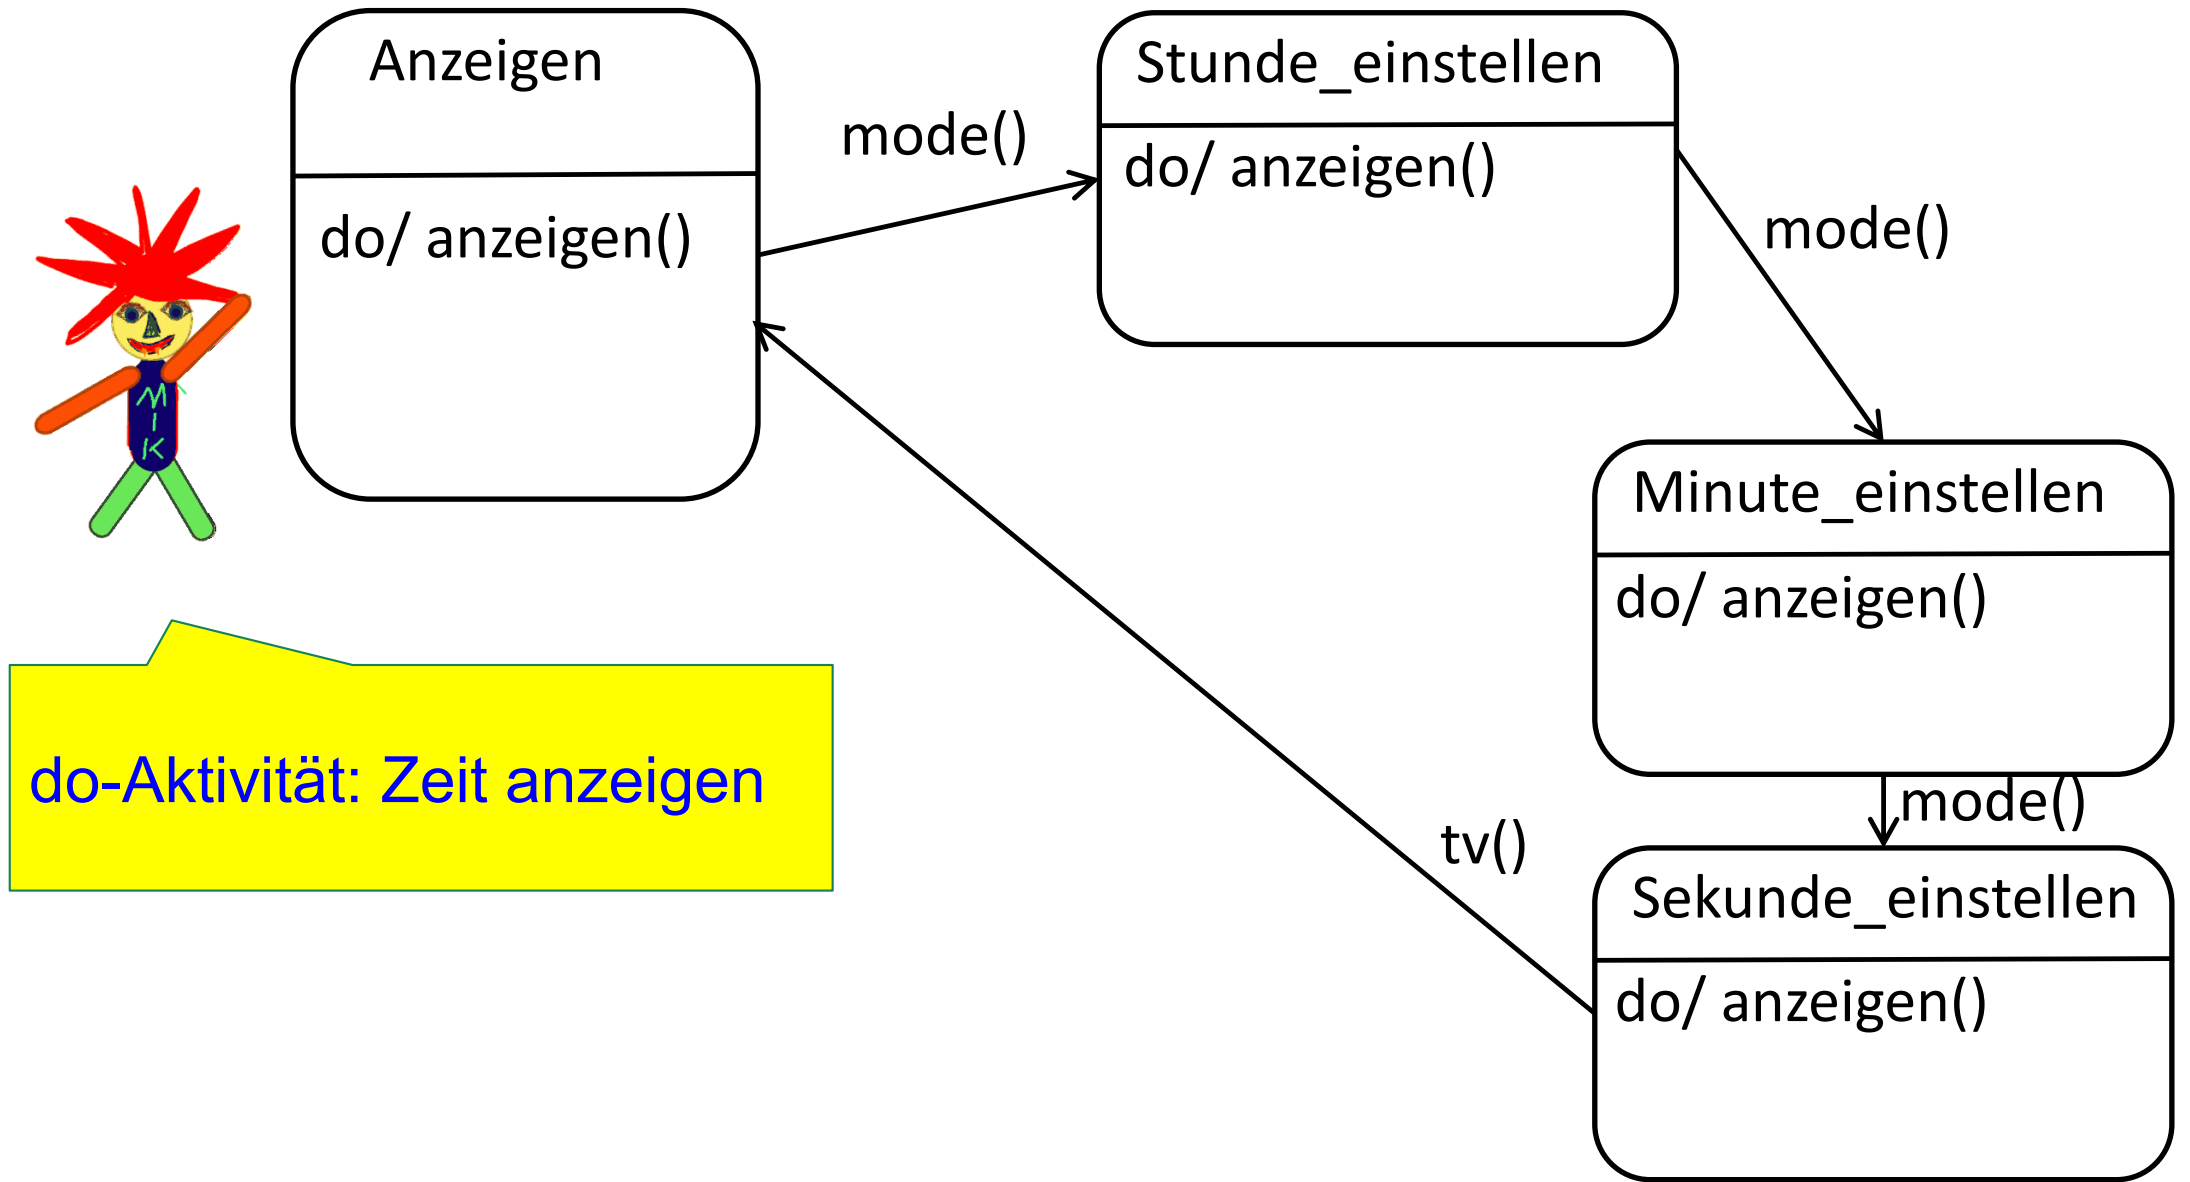 Anzeigen
do/ anzeigen()
mode()
Stunde_einstellen
do/ anzeigen()
mode()
Minute_einstellen
do/ anzeigen()
mode()
Sekunde_einstellen
do/ anzeigen()
tv()
M
I
K
do-Aktivität: Zeit anzeigen